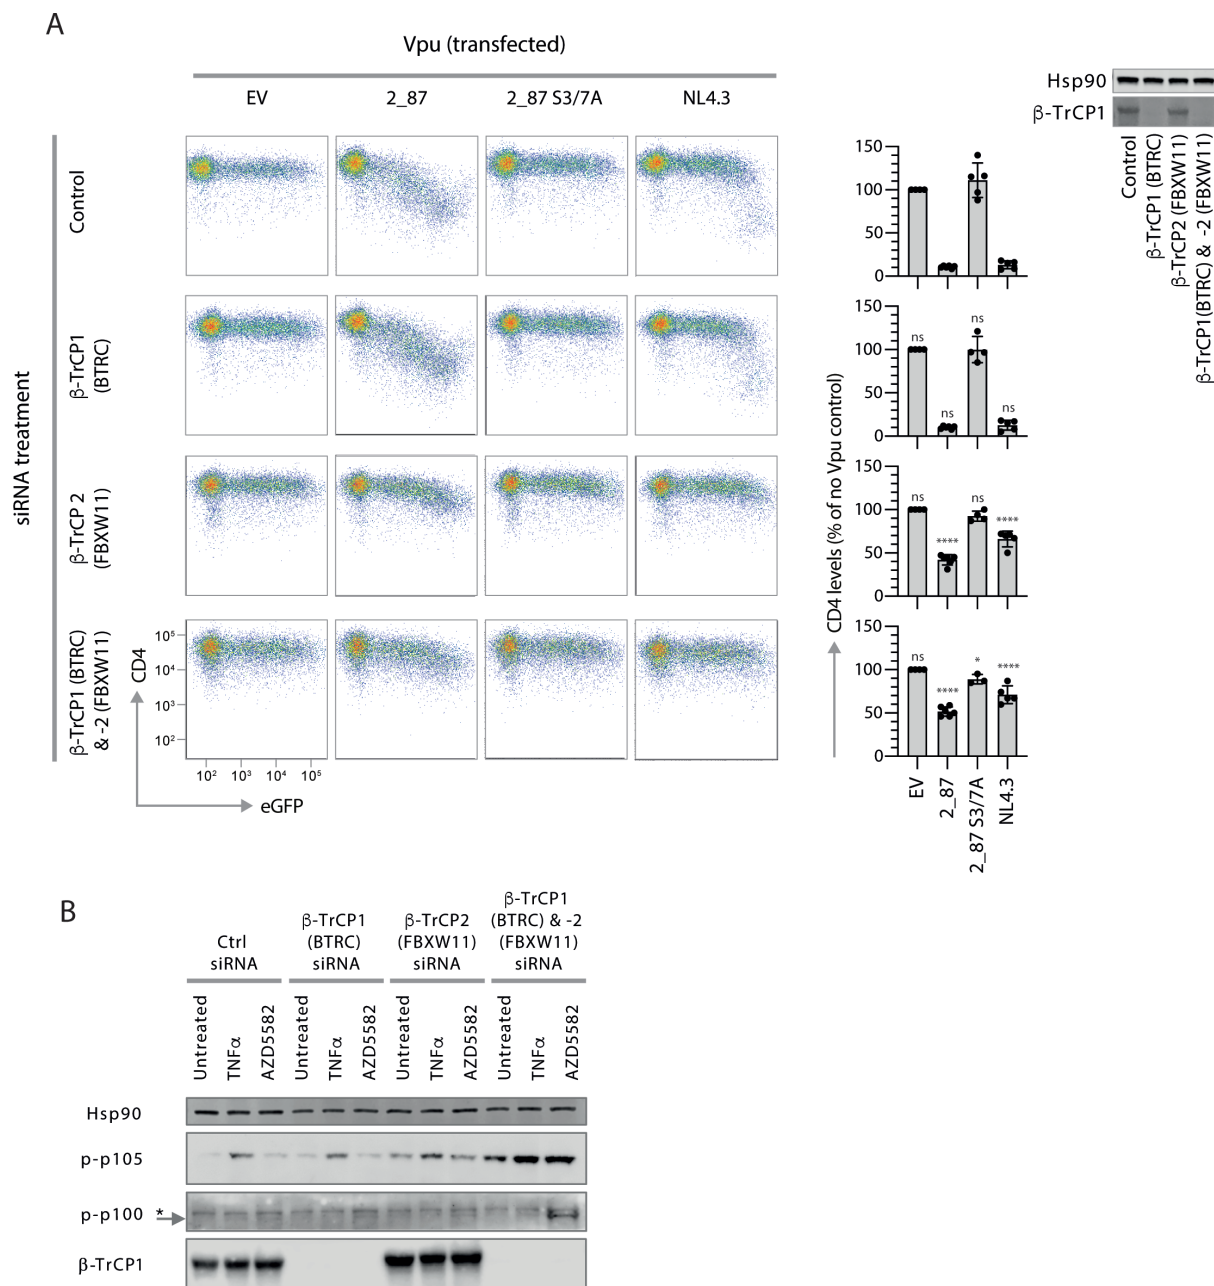 A
Vpu (transfected)
EV
2_87
2_87 S3/7A
NL4.3
siRNA treatment
Control
β-TrCP1
(BTRC)
β-TrCP 2
(FBXW11)
β-TrCP1 (BTRC)
& -2 (FBXW11)
CD4
10⁵
10⁴
10³
10²
10²
10³
10⁴
10⁵
eGFP
CD4 levels (% of no Vpu control)
150
100
50
0
150
100
50
0
ns
ns
ns
ns
150
100
50
0
ns
****
ns
****
150
100
50
0
ns
****
*
****
EV
2_87
2_87 S3/7A
NL4.3
Hsp90
β-TrCP1
Control
β-TrCP1 (BTRC)
β-TrCP2 (FBXW11)
β-TrCP1(BTRC) & -2 (FBXW11)
B
Ctrl
siRNA
β-TrCP1
(BTRC)
siRNA
β-TrCP2
(FBXW11)
siRNA
β-TrCP1
(BTRC) & -2
(FBXW11)
siRNA
Untreated
TNFα
AZD5582
Untreated
TNFα
AZD5582
Untreated
TNFα
AZD5582
Untreated
TNFα
AZD5582
Hsp90
p-p105
p-p100
*
β-TrCP1